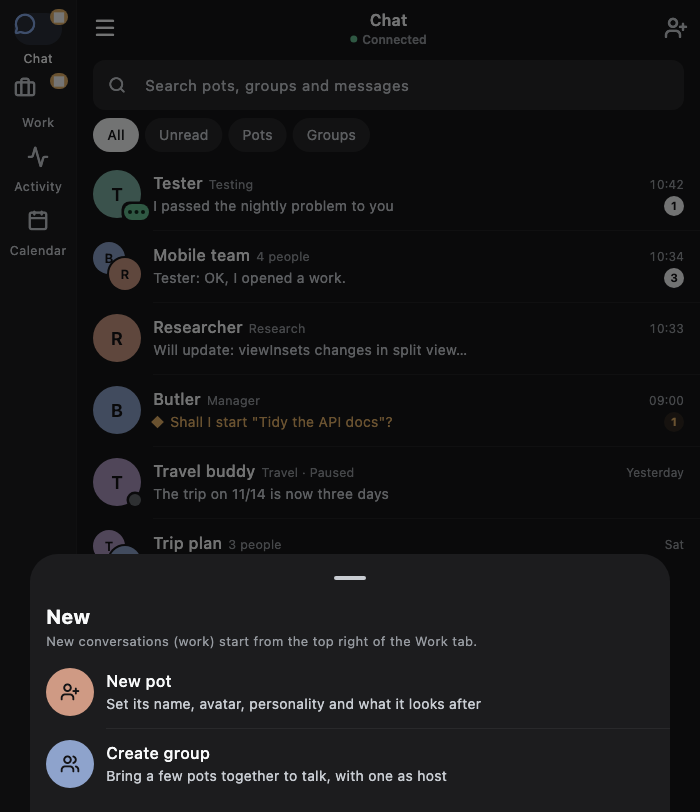 Chat
Connected
Chat
Work
Activity
Calendar
Search pots, groups and messages
All
Unread
Pots
Groups
T
Tester Testing
10:42
I passed the nightly problem to you
1
B
R
Mobile team 4 people
10:34
Tester: OK, I opened a work.
3
R
Researcher Research
10:33
Will update: viewInsets changes in split view…
B
Butler Manager
09:00
Shall I start "Tidy the API docs"?
1
T
Travel buddy Travel · Paused
Yesterday
The trip on 11/14 is now three days
T
Trip plan 3 people
Sat
New
New conversations (work) start from the top right of the Work tab.
New pot
Set its name, avatar, personality and what it looks after
Create group
Bring a few pots together to talk, with one as host